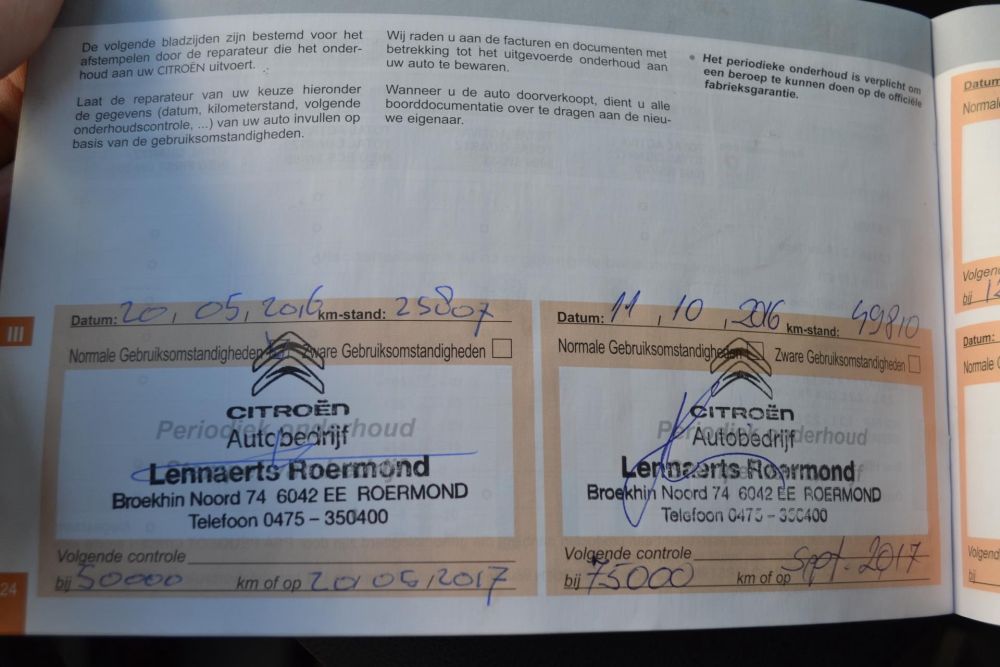 De volgende bladzijden zijn bestemd voor het
afstempelen door de reparateur die het onder-
houd aan uw CITROËN uitvoert.
Laat de reparateur van uw keuze hieronder
de gegevens (datum, kilometerstand, volgende
onderhoudscontrole, ...) van uw auto invullen op
basis van de gebruiksomstandigheden.
Wij raden u aan de facturen en documenten met
betrekking tot het uitgevoerde onderhoud aan
uw auto te bewaren.
Wanneer u de auto doorverkoopt, dient u alle
boorddocumentatie over te dragen aan de nieu-
we eigenaar.
• Het periodieke onderhoud is verplicht om
een beroep te kunnen doen op de officiële
fabrieksgarantie.
III
Datum: 20, 05, 2016 km-stand: 25807
Normale Gebruiksomstandigheden Zware Gebruiksomstandigheden
Periodiek onderhoud
CITROËN
Autobedrijf
Lennaerts Roermond
Broekhin Noord 74 6042 EE ROERMOND
Telefoon 0475 – 350400
Volgende controle
bij 50000 km of op 20,05,2017
Datum: 11, 10, 2016 km-stand: 49810
Normale Gebruiksomstandigheden Zware Gebruiksomstandigheden
Periodiek onderhoud
CITROËN
Autobedrijf
Lennaerts Roermond
Broekhin Noord 74 6042 EE ROERMOND
Telefoon 0475 – 350400
Volgende controle
bij 75000 km of op Sept. 2017
24
Datum:
Datum:
bij
bij